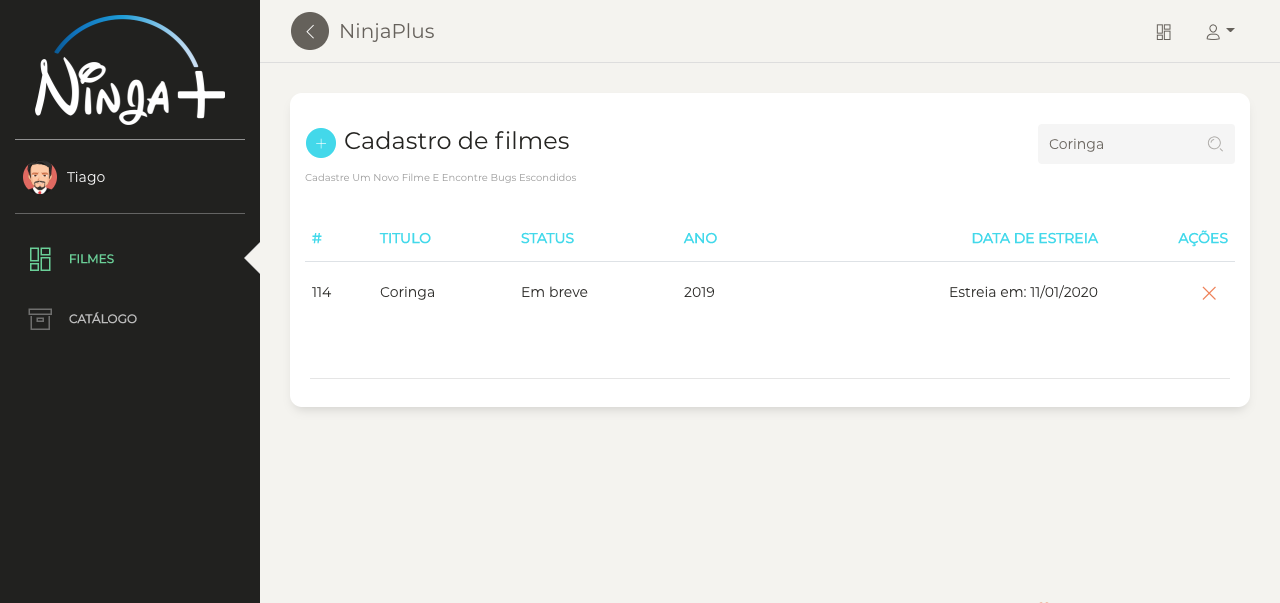 Ninja+
Tiago
FILMES
CATÁLOGO
NinjaPlus
Cadastro de filmes
Coringa
Cadastre Um Novo Filme E Encontre Bugs Escondidos
# TITULO STATUS ANO DATA DE ESTREIA AÇÕES
114 Coringa Em breve 2019 Estreia em: 11/01/2020